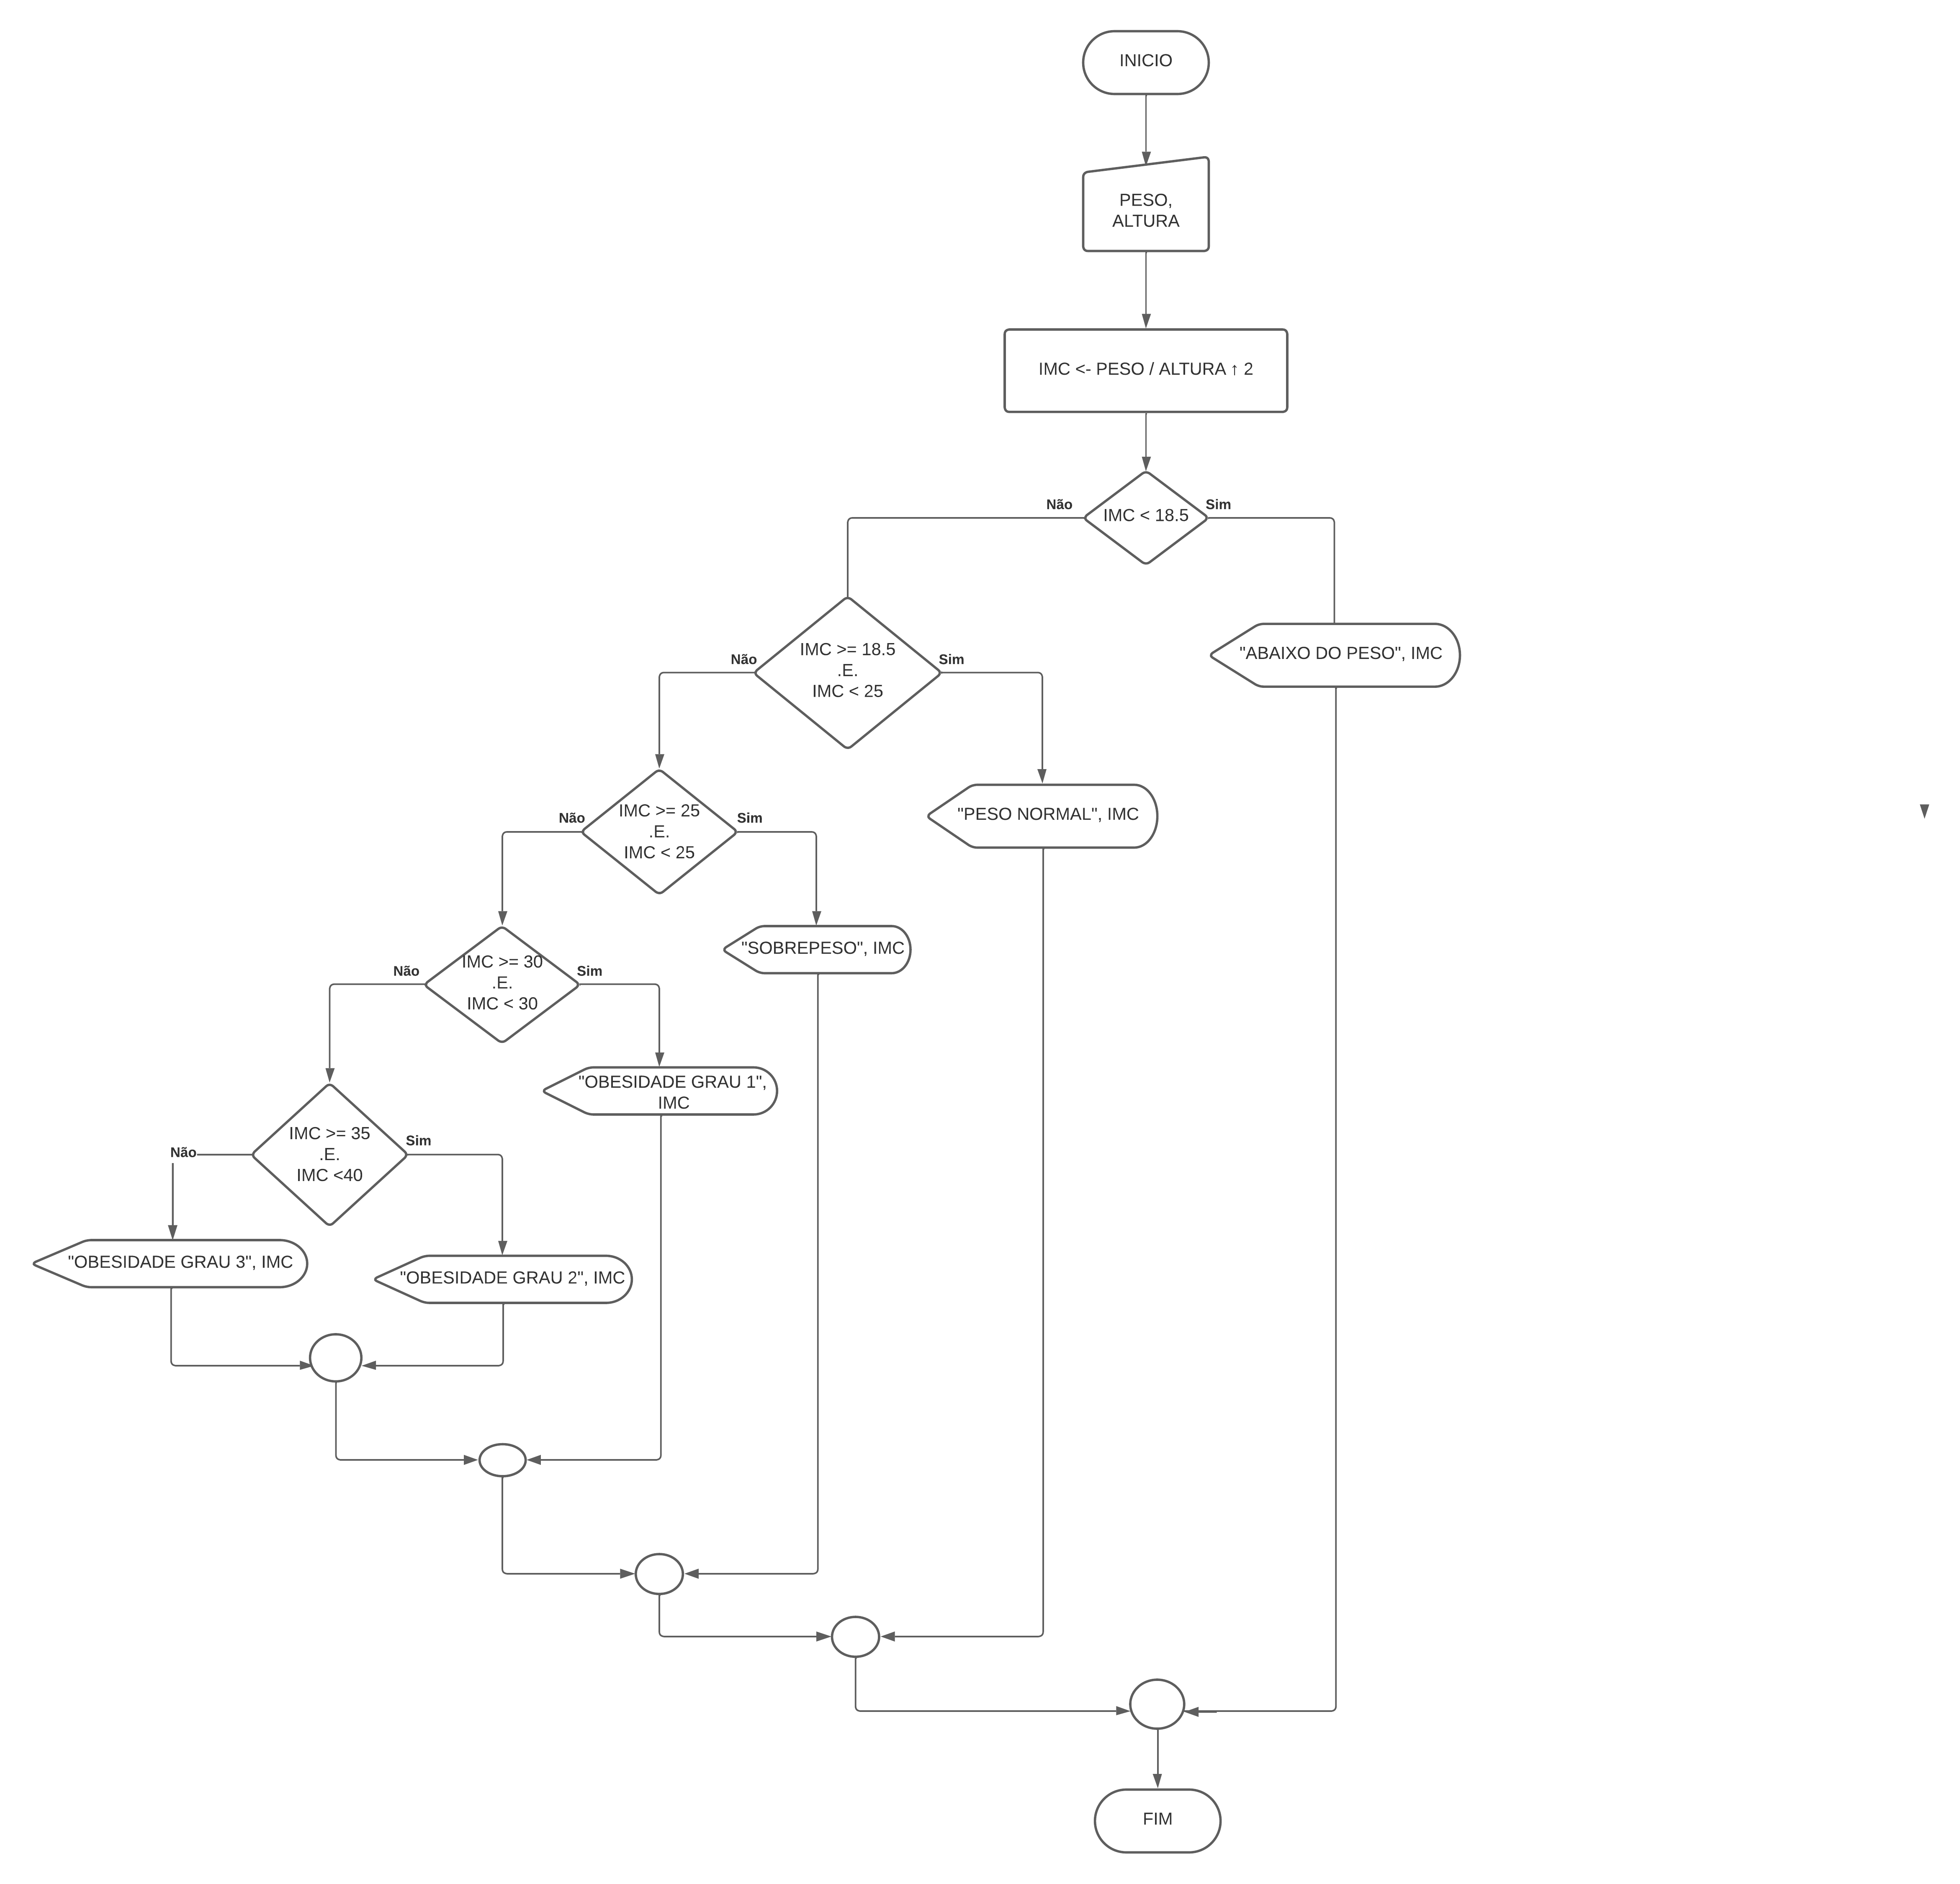 INICIO
PESO,
ALTURA
IMC <- PESO / ALTURA ↑ 2
Não
IMC < 18.5
Sim
"ABAIXO DO PESO", IMC
Não
IMC >= 18.5
.E.
IMC < 25
Sim
"PESO NORMAL", IMC
Não
IMC >= 25
.E.
IMC < 25
Sim
"SOBREPESO", IMC
Não
IMC >= 30
.E.
IMC < 30
Sim
"OBESIDADE GRAU 1",
IMC
Não
IMC >= 35
.E.
IMC <40
Sim
"OBESIDADE GRAU 3", IMC
"OBESIDADE GRAU 2", IMC
FIM